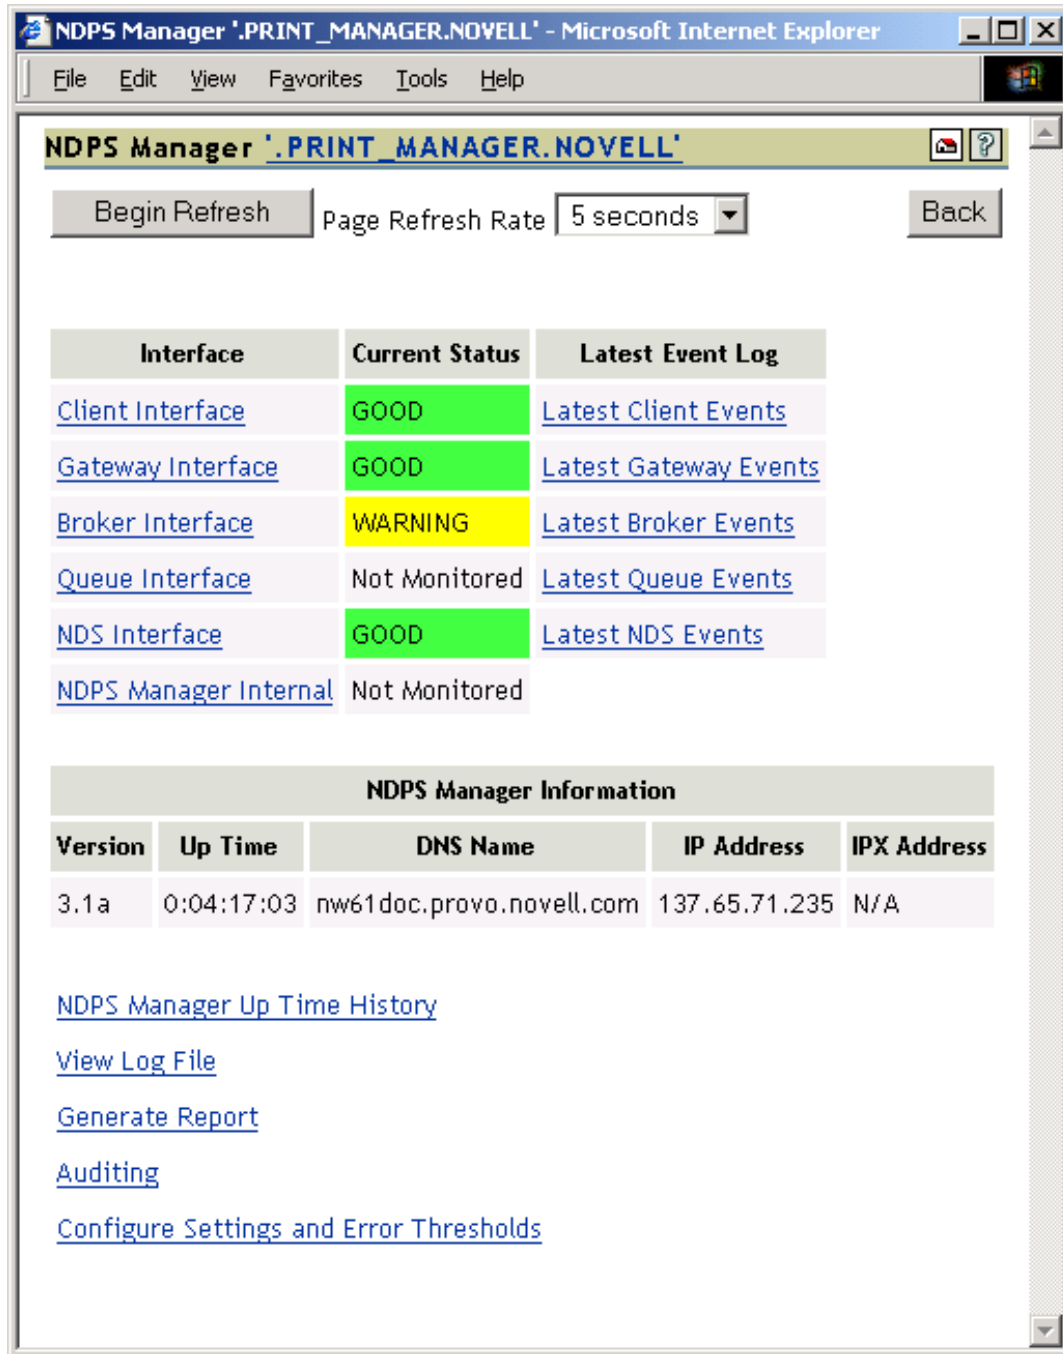 NDPS Manager '.PRINT_MANAGER.NOVELL' - Microsoft Internet Explorer
File Edit View Favorites Tools Help
NDPS Manager '.PRINT_MANAGER.NOVELL'
Begin Refresh Page Refresh Rate 5 seconds Back
Interface Current Status Latest Event Log
Client Interface GOOD Latest Client Events
Gateway Interface GOOD Latest Gateway Events
Broker Interface WARNING Latest Broker Events
Queue Interface Not Monitored Latest Queue Events
NDS Interface GOOD Latest NDS Events
NDPS Manager Internal Not Monitored
NDPS Manager Information
Version Up Time DNS Name IP Address IPX Address
3.1a 0:04:17:03 nw61doc.provo.novell.com 137.65.71.235 N/A
NDPS Manager Up Time History
View Log File
Generate Report
Auditing
Configure Settings and Error Thresholds